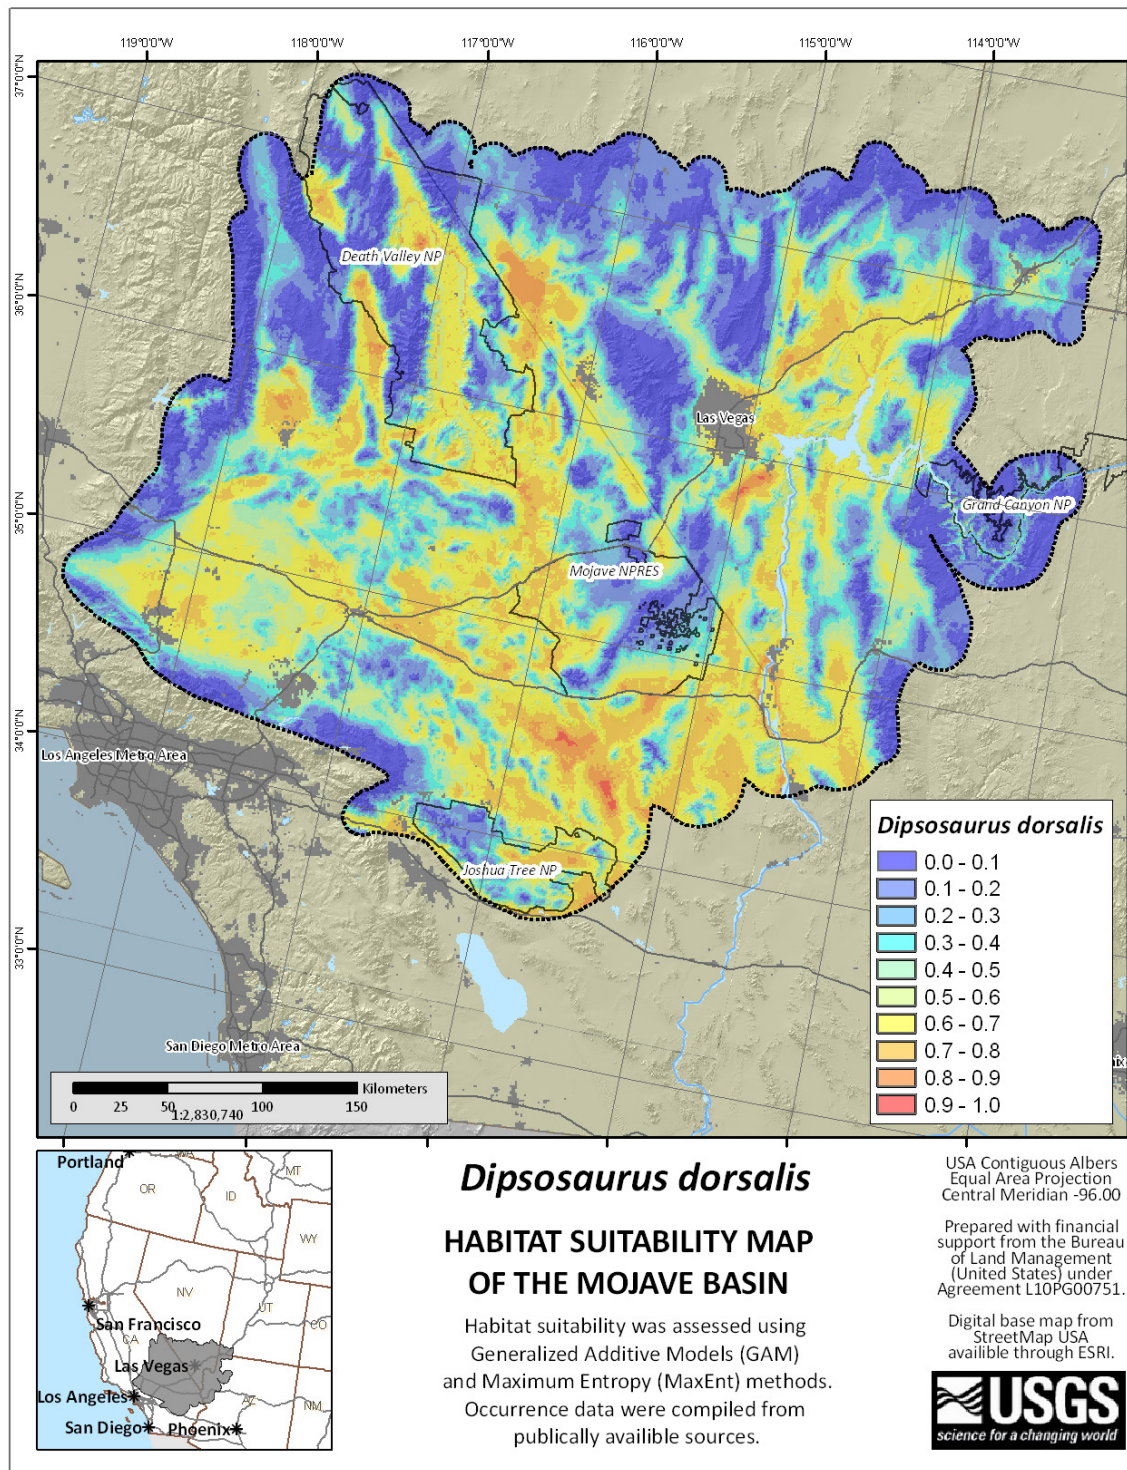 119°0'0"W
118°0'0"W
117°0'0"W
116°0'0"W
115°0'0"W
114°0'0"W
37°0'0"N
36°0'0"N
35°0'0"N
34°0'0"N
33°0'0"N
Death Valley NP
Las Vegas
Grand Canyon NP
Mojave NPRES
Los Angeles Metro Area
Joshua Tree NP
San Diego Metro Area
Dipsosaurus dorsalis
0.0 - 0.1
0.1 - 0.2
0.2 - 0.3
0.3 - 0.4
0.4 - 0.5
0.5 - 0.6
0.6 - 0.7
0.7 - 0.8
0.8 - 0.9
0.9 - 1.0
Kilometers
0 25 50 100 150
1:2,830,740
Portland
WA
MT
OR
ID
WY
NV
UT
CO
San Francisco
CA
Las Vegas
Los Angeles
AZ
NM
San Diego
Phoenix
Dipsosaurus dorsalis
HABITAT SUITABILITY MAP
OF THE MOJAVE BASIN
Habitat suitability was assessed using
Generalized Additive Models (GAM)
and Maximum Entropy (MaxEnt) methods.
Occurrence data were compiled from
publically availible sources.
USA Contiguous Albers
Equal Area Projection
Central Meridian -96.00
Prepared with financial
support from the Bureau
of Land Management
(United States) under
Agreement L10PG00751.
Digital base map from
StreetMap USA
availible through ESRI.
USGS
science for a changing world